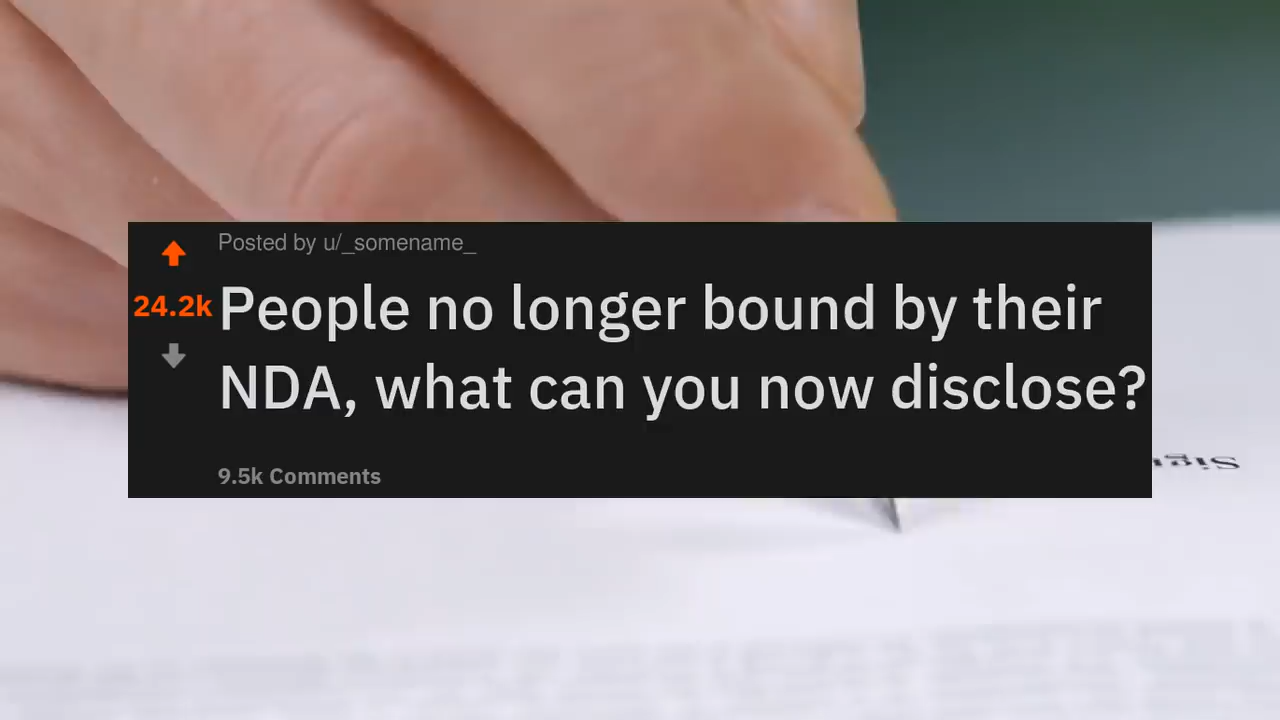 Posted by u/_somename_
24.2k
People no longer bound by their
NDA, what can you now disclose?
9.5k Comments